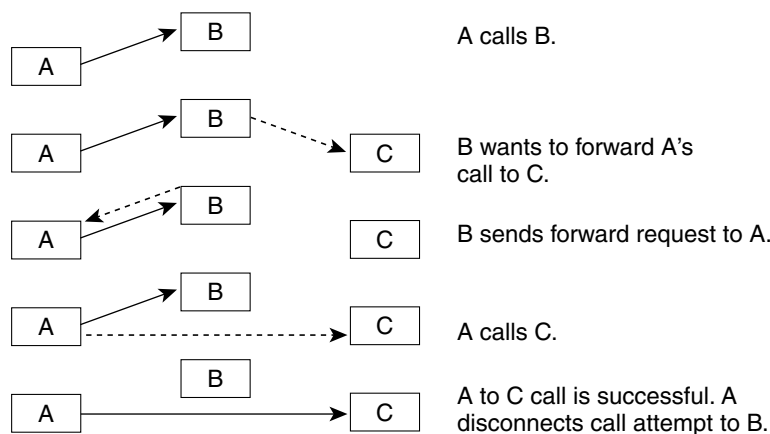 B
A calls B.
A
B
A
C
B wants to forward A's
call to C.
B
A
C
B sends forward request to A.
B
A
C
A calls C.
B
A
C
A to C call is successful. A
disconnects call attempt to B.